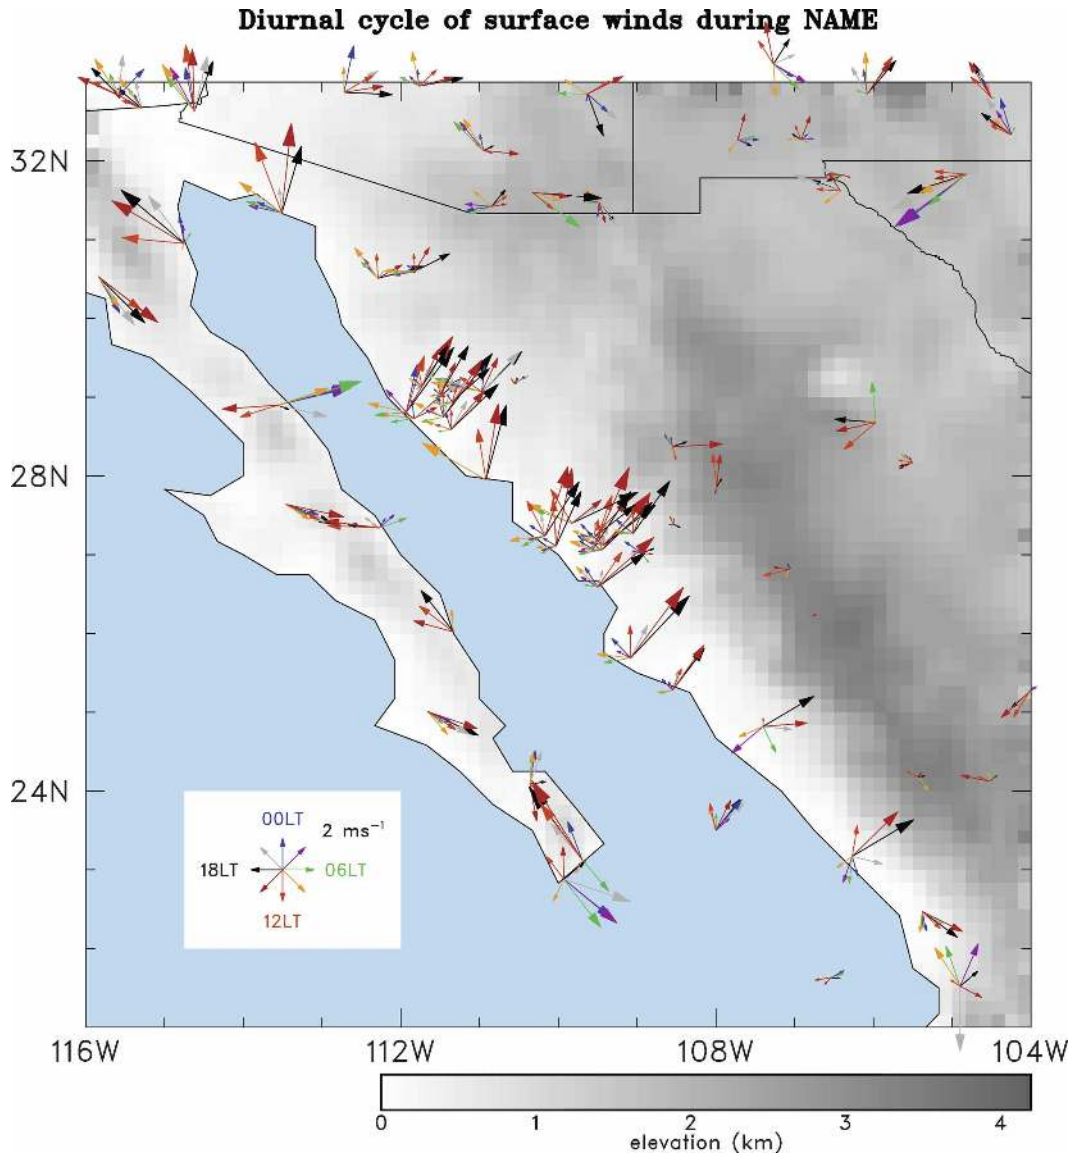 Diurnal cycle of surface winds during NAME
32N
28N
24N
00LT
2 ms⁻¹
18LT
06LT
12LT
116W
112W
108W
104W
0
1
2
3
4
elevation (km)